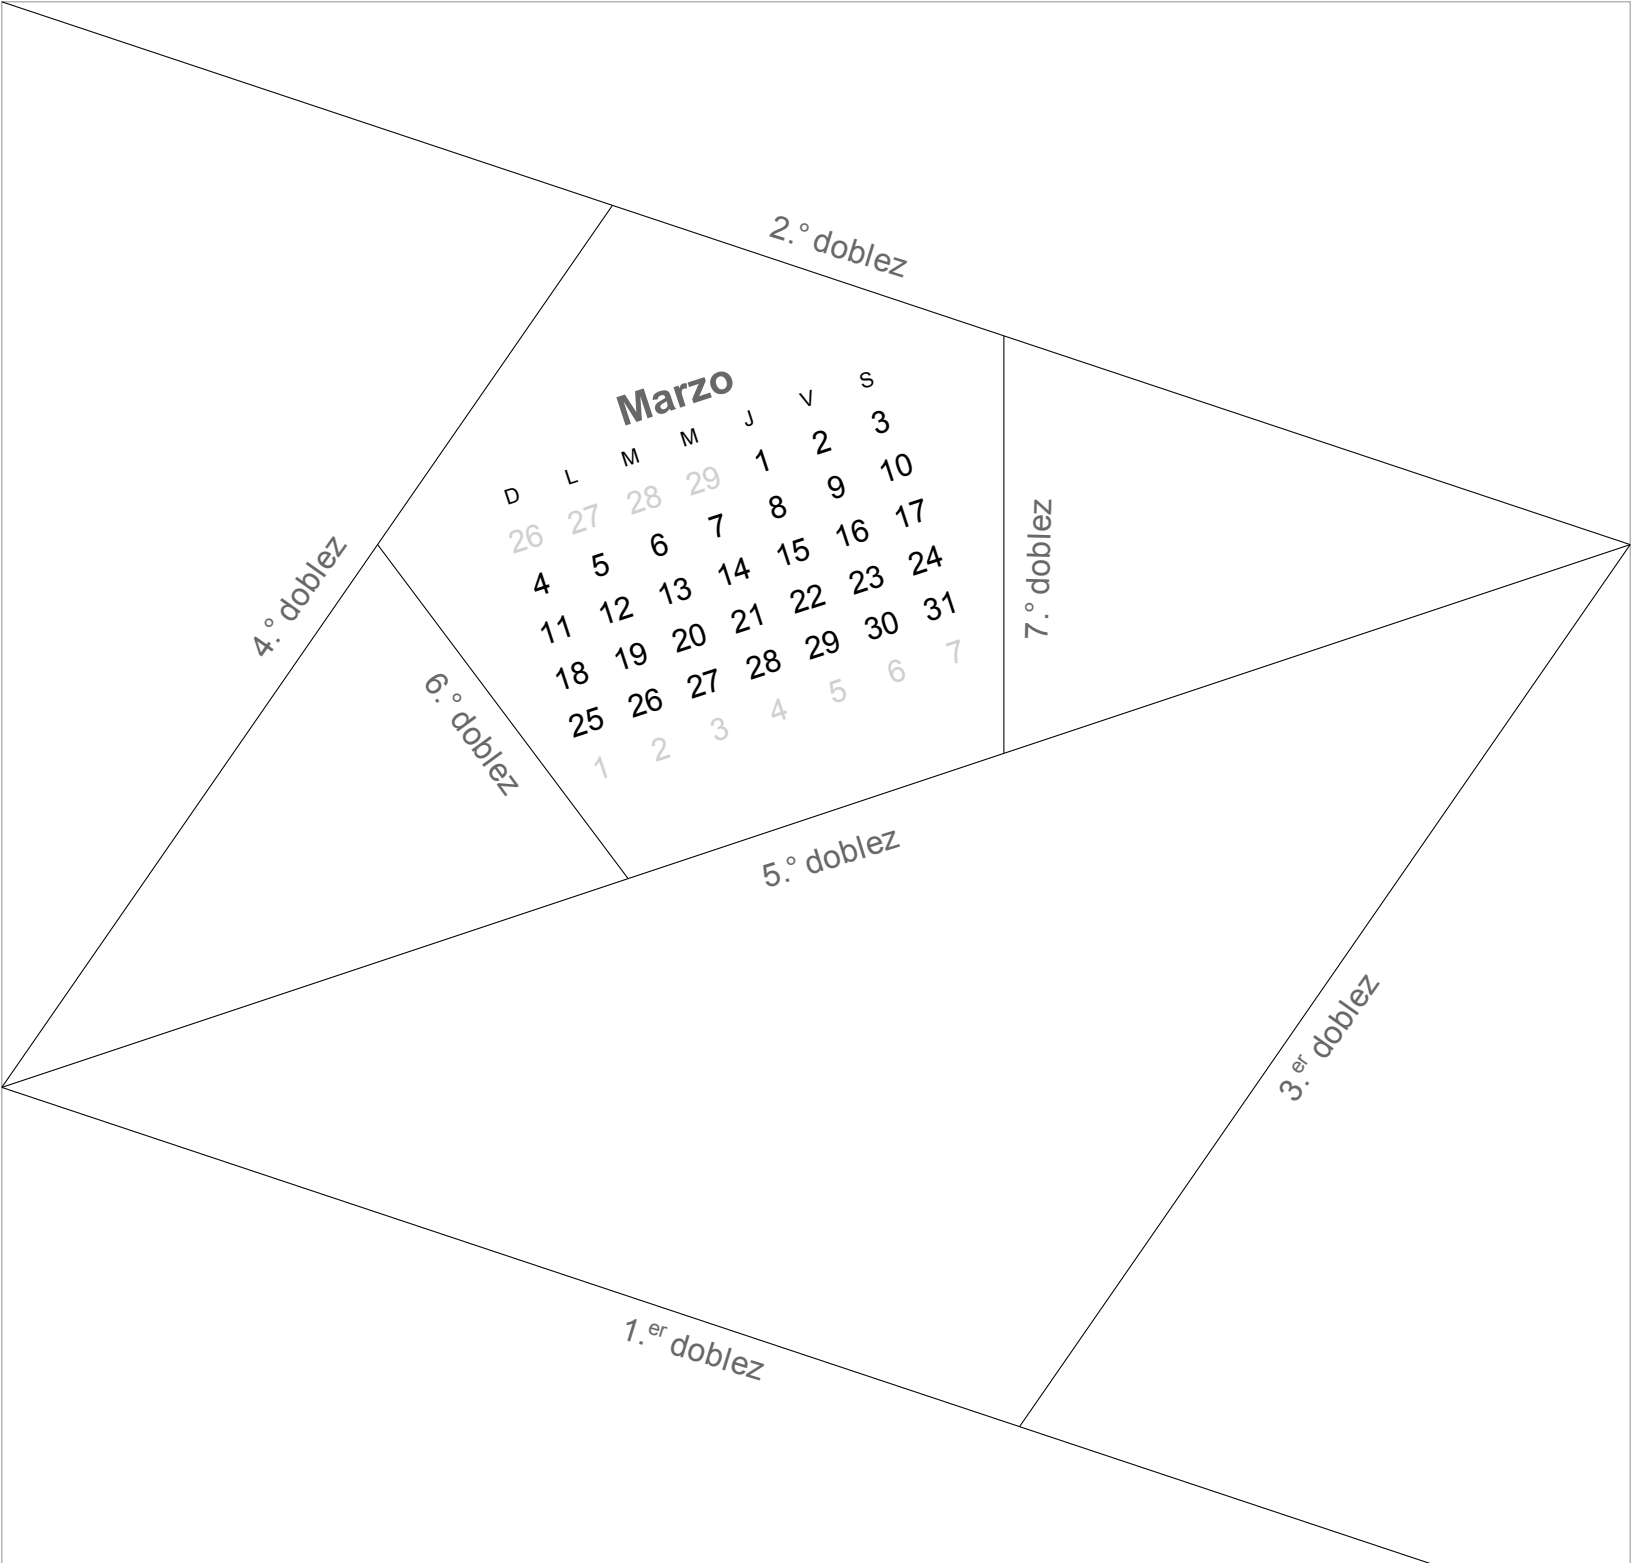 2.° doblez
Marzo
D L M M J V S
26 27 28 29 1 2 3
4 5 6 7 8 9 10
11 12 13 14 15 16 17
18 19 20 21 22 23 24
25 26 27 28 29 30 31
1 2 3 4 5 6 7
7.° doblez
4.° doblez
6.° doblez
5.° doblez
3.er doblez
1.er doblez